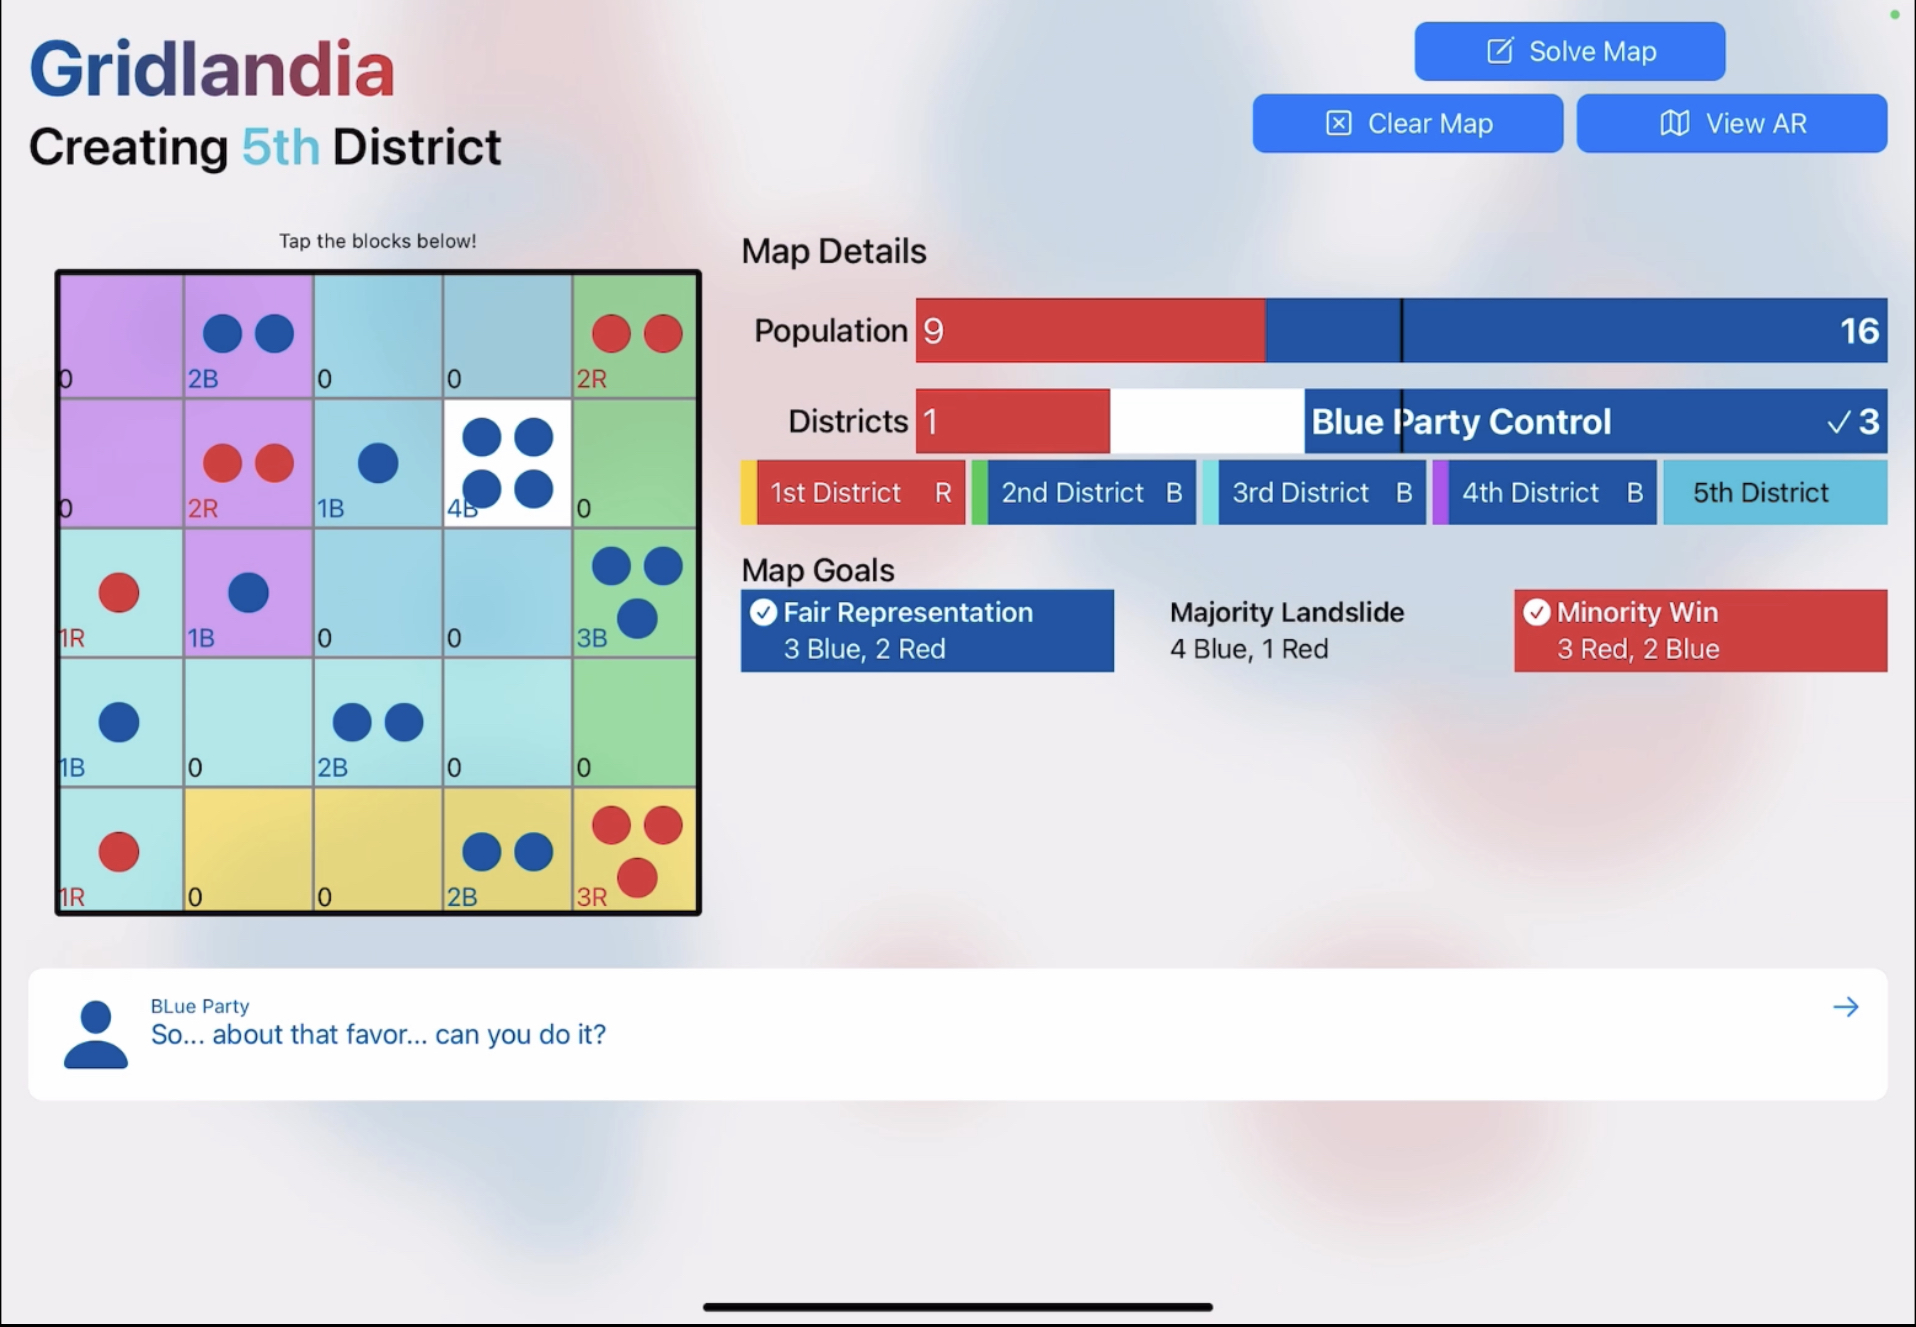 Gridlandia
Creating 5th District
Solve Map
Clear Map
View AR
Tap the blocks below!
0
2B
0
0
2R
0
2R
1B
4B
0
1R
1B
0
0
3B
1B
0
2B
0
0
1R
0
0
2B
3R
Map Details
Population 9 16
Districts 1 Blue Party Control ✓ 3
1st District R
2nd District B
3rd District B
4th District B
5th District
Map Goals
Fair Representation
3 Blue, 2 Red
Majority Landslide
4 Blue, 1 Red
Minority Win
3 Red, 2 Blue
BLue Party
So... about that favor... can you do it?